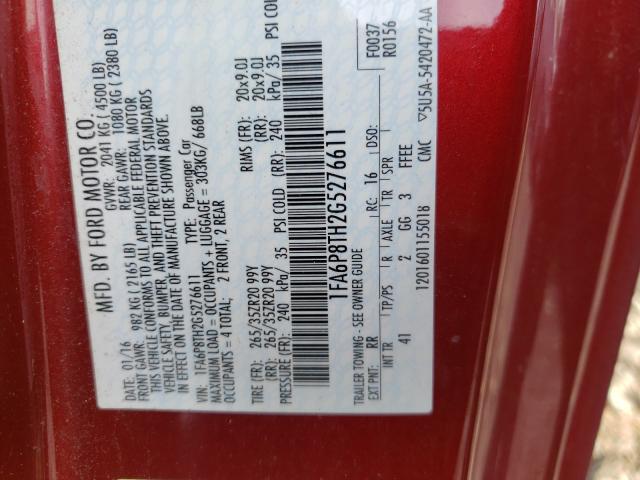 MFD. BY FORD MOTOR CO.
DATE: 01/16 GVWR: 2041 KG ( 4500 LB)
FRONT GAWR: 982 KG ( 2165 LB) REAR GAWR: 1080 KG ( 2380 LB)
THIS VEHICLE CONFORMS TO ALL APPLICABLE FEDERAL MOTOR
VEHICLE SAFETY, BUMPER, AND THEFT PREVENTION STANDARDS
IN EFFECT ON THE DATE OF MANUFACTURE SHOWN ABOVE.
VIN: 1FA6P8TH2G5276611 TYPE: Passenger Car
MAXIMUM LOAD = OCCUPANTS + LUGGAGE = 303KG/ 668LB
OCCUPANTS = 4 TOTAL; 2 FRONT, 2 REAR
TIRE (FR): 265/35ZR20 99Y RIMS (FR): 20x9.0J
(RR): 265/35ZR20 99Y (RR): 20x9.0J
PRESSURE (FR): 240 kPa/ 35 PSI COLD (RR): 240 kPa/ 35 PSI COLD
1FA6P8TH2G5276611
TRAILER TOWING - SEE OWNER GUIDE F0037
EXT PNT: RR RC: 16 DSO: R0156
INT TR TP/PS R AXLE TR SPR
41 2 GG 3 FFEE
1201601155018 CMC ▽5U5A-5420472-AA